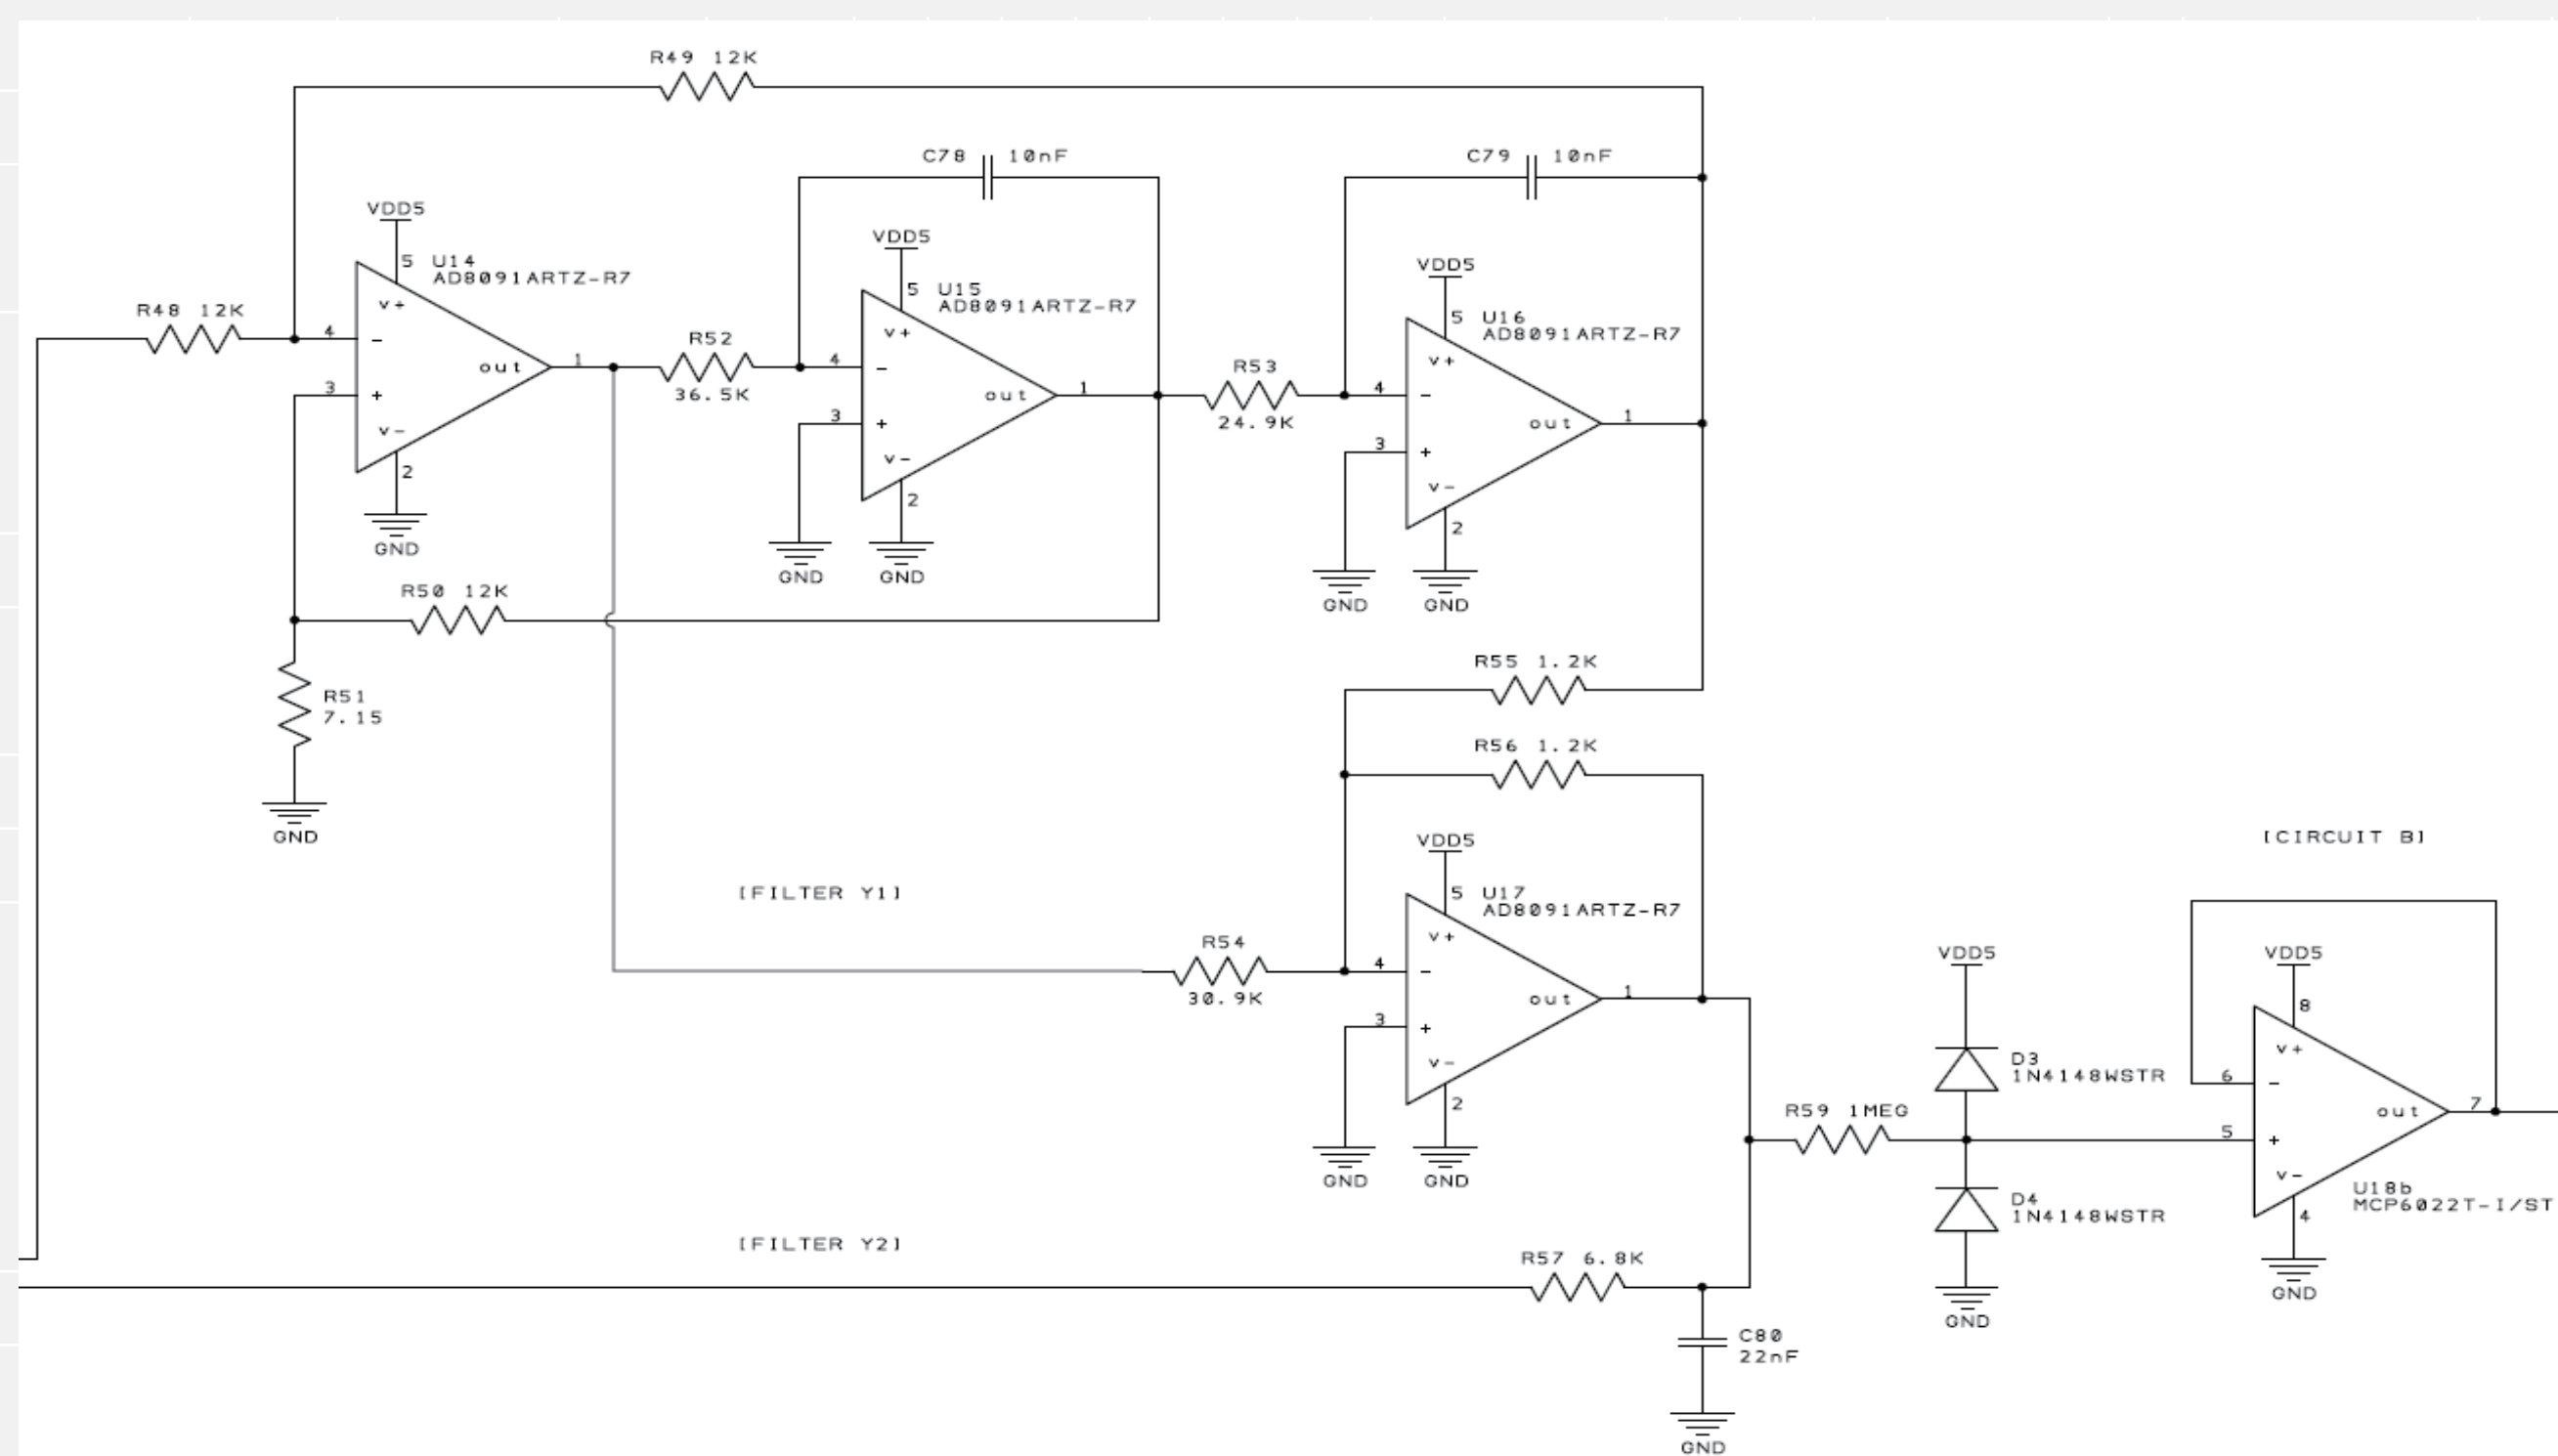 R49 12K
C78 10nF
C79 10nF
VDD5
5 U14
AD8091ARTZ-R7
v+
R48 12K
4
-
3
+
v-
out
1
2
GND
VDD5
5 U15
AD8091ARTZ-R7
v+
R52
36.5K
4
-
3
+
v-
out
1
2
GND
GND
VDD5
5 U16
AD8091ARTZ-R7
v+
R53
24.9K
4
-
3
+
v-
out
1
2
GND
GND
R50 12K
R51
7.15
GND
R55 1.2K
R56 1.2K
[FILTER Y1]
VDD5
5 U17
AD8091ARTZ-R7
v+
R54
30.9K
4
-
3
+
v-
out
1
2
GND
GND
[CIRCUIT B]
VDD5
D3
1N4148WSTR
R59 1MEG
D4
1N4148WSTR
GND
VDD5
8
v+
6
-
5
+
v-
out
7
U18b
MCP6022T-I/ST
4
GND
[FILTER Y2]
R57 6.8K
C80
22nF
GND